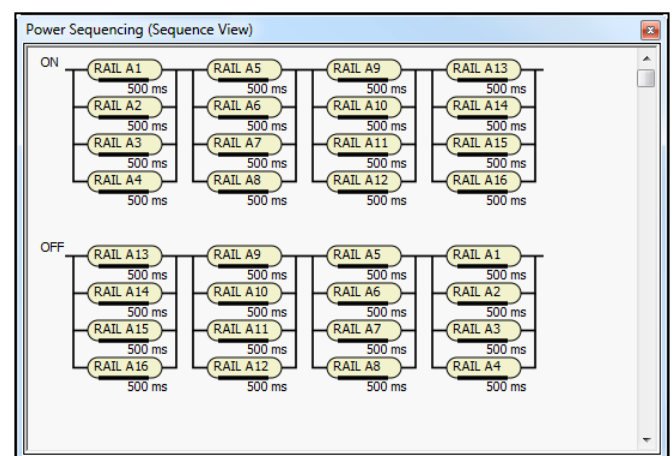 Power Sequencing (Sequence View)
ON
RAIL A1 RAIL A5 RAIL A9 RAIL A13
500 ms 500 ms 500 ms 500 ms
RAIL A2 RAIL A6 RAIL A10 RAIL A14
500 ms 500 ms 500 ms 500 ms
RAIL A3 RAIL A7 RAIL A11 RAIL A15
500 ms 500 ms 500 ms 500 ms
RAIL A4 RAIL A8 RAIL A12 RAIL A16
500 ms 500 ms 500 ms 500 ms
OFF
RAIL A13 RAIL A9 RAIL A5 RAIL A1
500 ms 500 ms 500 ms 500 ms
RAIL A14 RAIL A10 RAIL A6 RAIL A2
500 ms 500 ms 500 ms 500 ms
RAIL A15 RAIL A11 RAIL A7 RAIL A3
500 ms 500 ms 500 ms 500 ms
RAIL A16 RAIL A12 RAIL A8 RAIL A4
500 ms 500 ms 500 ms 500 ms